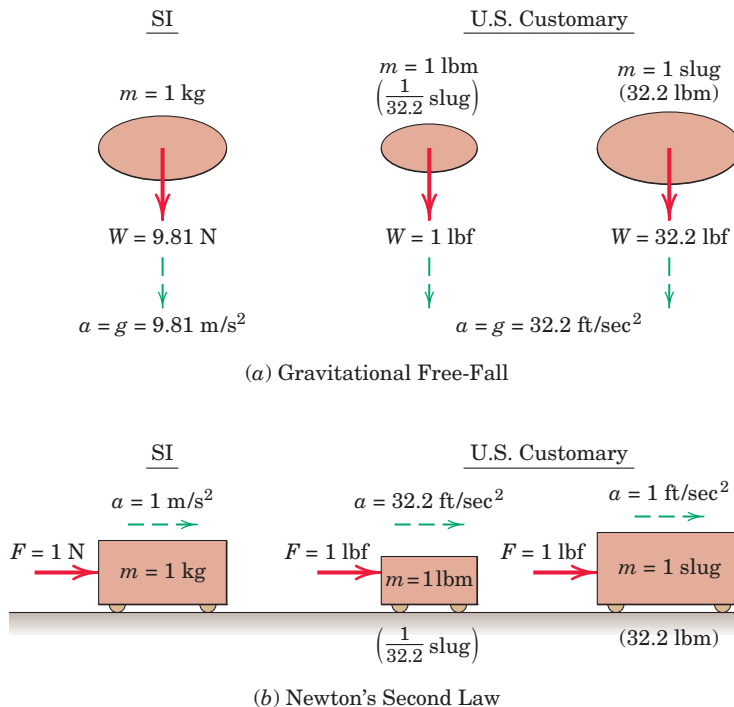 SI U.S. Customary
m = 1 lbm
(1/32.2 slug)
m = 1 slug
(32.2 lbm)
m = 1 kg
W = 9.81 N W = 1 lbf W = 32.2 lbf
a = g = 9.81 m/s² a = g = 32.2 ft/sec²
(a) Gravitational Free-Fall
SI U.S. Customary
a = 1 m/s² a = 32.2 ft/sec² a = 1 ft/sec²
F = 1 N F = 1 lbf F = 1 lbf
m = 1 kg m = 1 lbm m = 1 slug
(1/32.2 slug) (32.2 lbm)
(b) Newton's Second Law